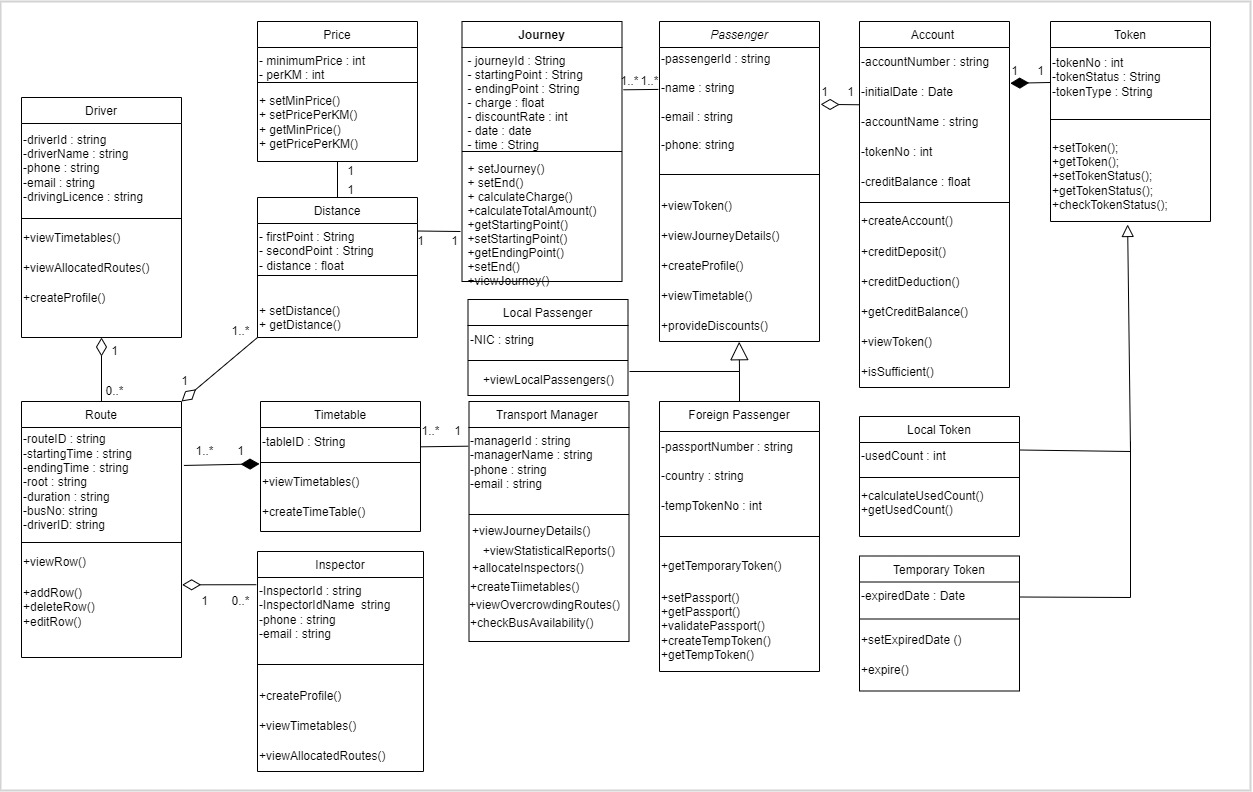 Price
- minimumPrice : int
- perKM : int
+ setMinPrice()
+ setPricePerKM()
+ getMinPrice()
+ getPricePerKM()
1
1
Journey
- journeyId : String
- startingPoint : String
- endingPoint : String
- charge : float
- discountRate : int
- date : date
- time : String
+ setJourney()
+ setEnd()
+ calculateCharge()
+calculateTotalAmount()
+getStartingPoint()
+setStartingPoint()
+getEndingPoint()
+setEnd()
+viewJourney()
1..* 1..*
Passenger
-passengerId : string
-name : string
-email : string
-phone: string
+viewToken()
+viewJourneyDetails()
+createProfile()
+viewTimetable()
+provideDiscounts()
1 1
Account
-accountNumber : string
-initialDate : Date
-accountName : string
-tokenNo : int
-creditBalance : float
+createAccount()
+creditDeposit()
+creditDeduction()
+getCreditBalance()
+viewToken()
+isSufficient()
1 1
Token
-tokenNo : int
-tokenStatus : String
-tokenType : String
+setToken();
+getToken();
+setTokenStatus();
+getTokenStatus();
+checkTokenStatus();
Driver
-driverId : string
-driverName : string
-phone : string
-email : string
-drivingLicence : string
+viewTimetables()
+viewAllocatedRoutes()
+createProfile()
1
0..*
Distance
- firstPoint : String
- secondPoint : String
- distance : float
+ setDistance()
+ getDistance()
1 1
1..*
1
Local Passenger
-NIC : string
+viewLocalPassengers()
Route
-routeID : string
-startingTime : string
-endingTime : string
-root : string
-duration : string
-busNo: string
-driverID: string
+viewRow()
+addRow()
+deleteRow()
+editRow()
1..* 1
Timetable
-tableID : String
+viewTimetables()
+createTimeTable()
1..* 1
Transport Manager
-managerId : string
-managerName : string
-phone : string
-email : string
+viewJourneyDetails()
+viewStatisticalReports()
+allocateInspectors()
+createTiimetables()
+viewOvercrowdingRoutes()
+checkBusAvailability()
Foreign Passenger
-passportNumber : string
-country : string
-tempTokenNo : int
+getTemporaryToken()
+setPassport()
+getPassport()
+validatePassport()
+createTempToken()
+getTempToken()
Local Token
-usedCount : int
+calculateUsedCount()
+getUsedCount()
1 0..*
Inspector
-InspectorId : string
-InspectorIdName string
-phone : string
-email : string
+createProfile()
+viewTimetables()
+viewAllocatedRoutes()
Temporary Token
-expiredDate : Date
+setExpiredDate ()
+expire()